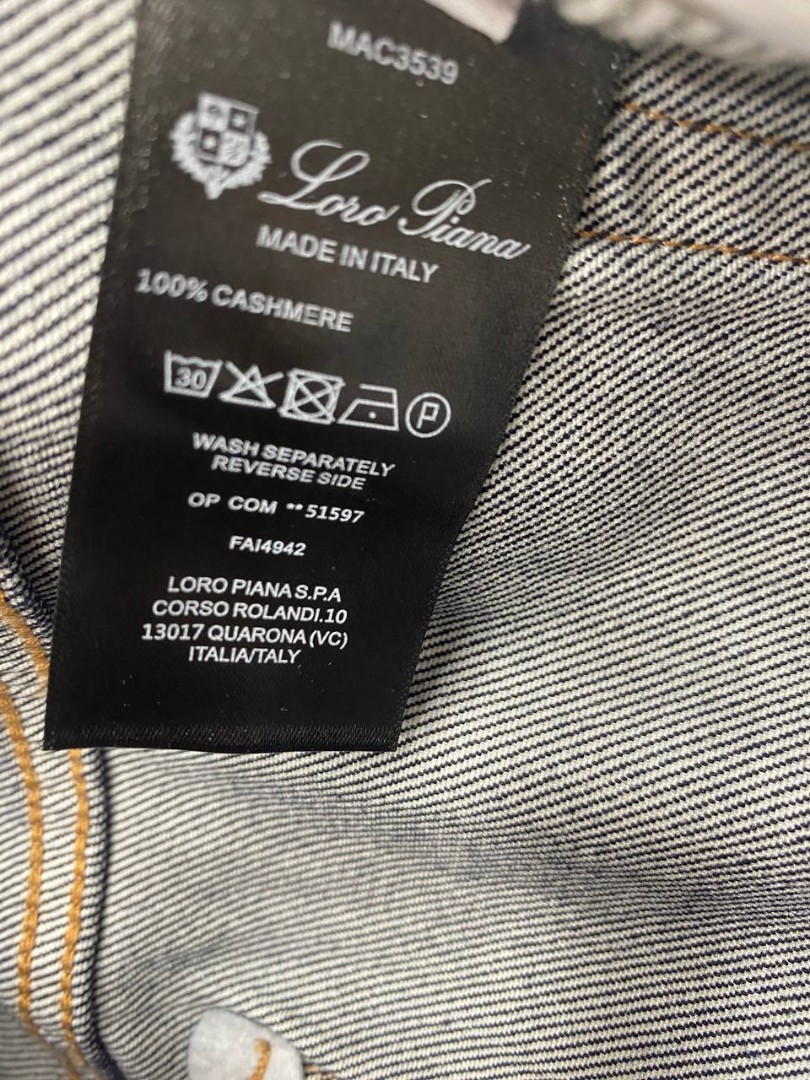 MAC3539
Loro Piana
MADE IN ITALY
100% CASHMERE
30 P
WASH SEPARATELY
REVERSE SIDE
OP COM **51597
FAI4942
LORO PIANA S.P.A
CORSO ROLANDI.10
13017 QUARONA (VC)
ITALIA/ITALY